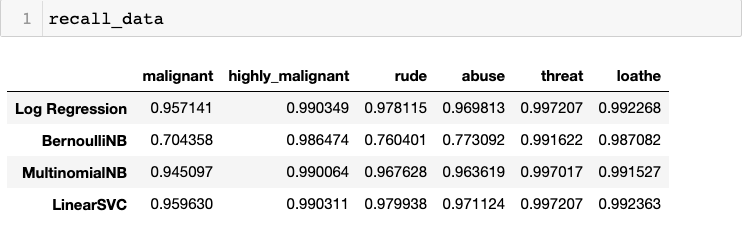 1 recall_data
malignant highly_malignant rude abuse threat loathe
Log Regression 0.957141 0.990349 0.978115 0.969813 0.997207 0.992268
BernoulliNB 0.704358 0.986474 0.760401 0.773092 0.991622 0.987082
MultinomialNB 0.945097 0.990064 0.967628 0.963619 0.997017 0.991527
LinearSVC 0.959630 0.990311 0.979938 0.971124 0.997207 0.992363